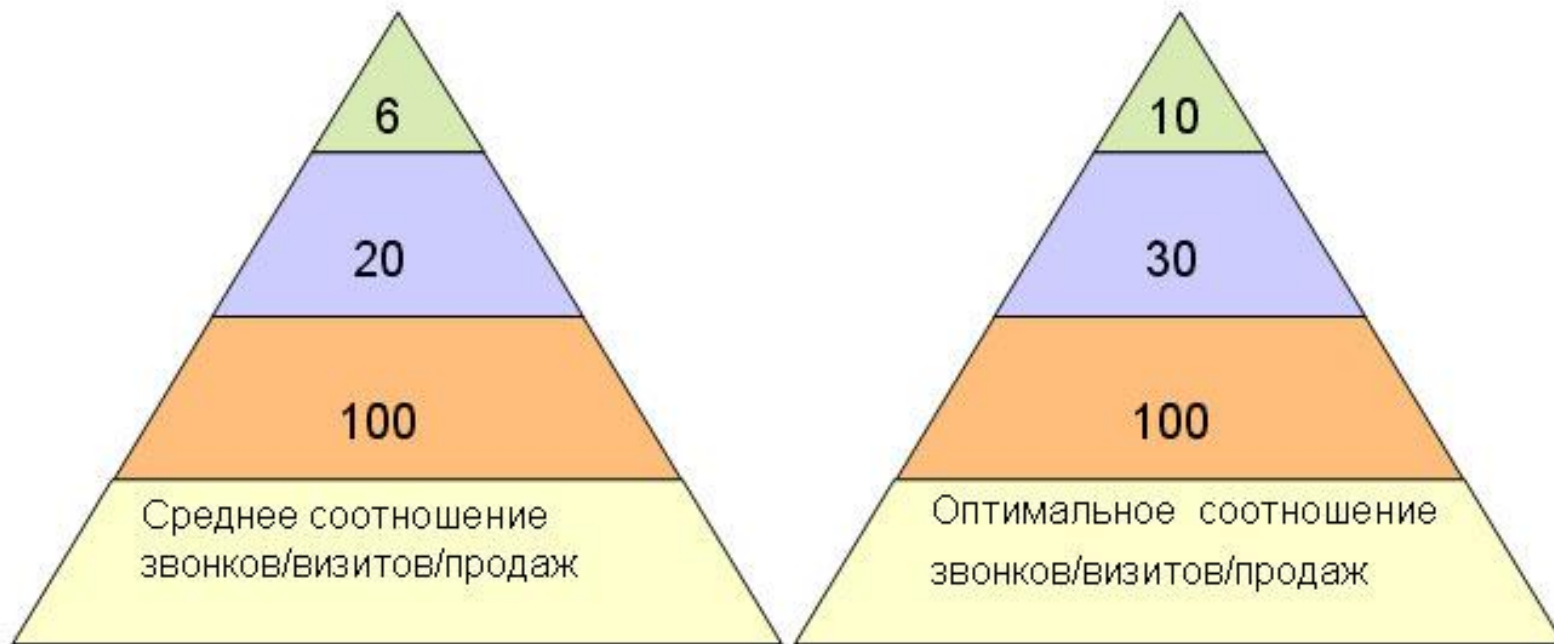 6
20
100
Среднее соотношение
звонков/визитов/продаж
10
30
100
Оптимальное соотношение
звонков/визитов/продаж